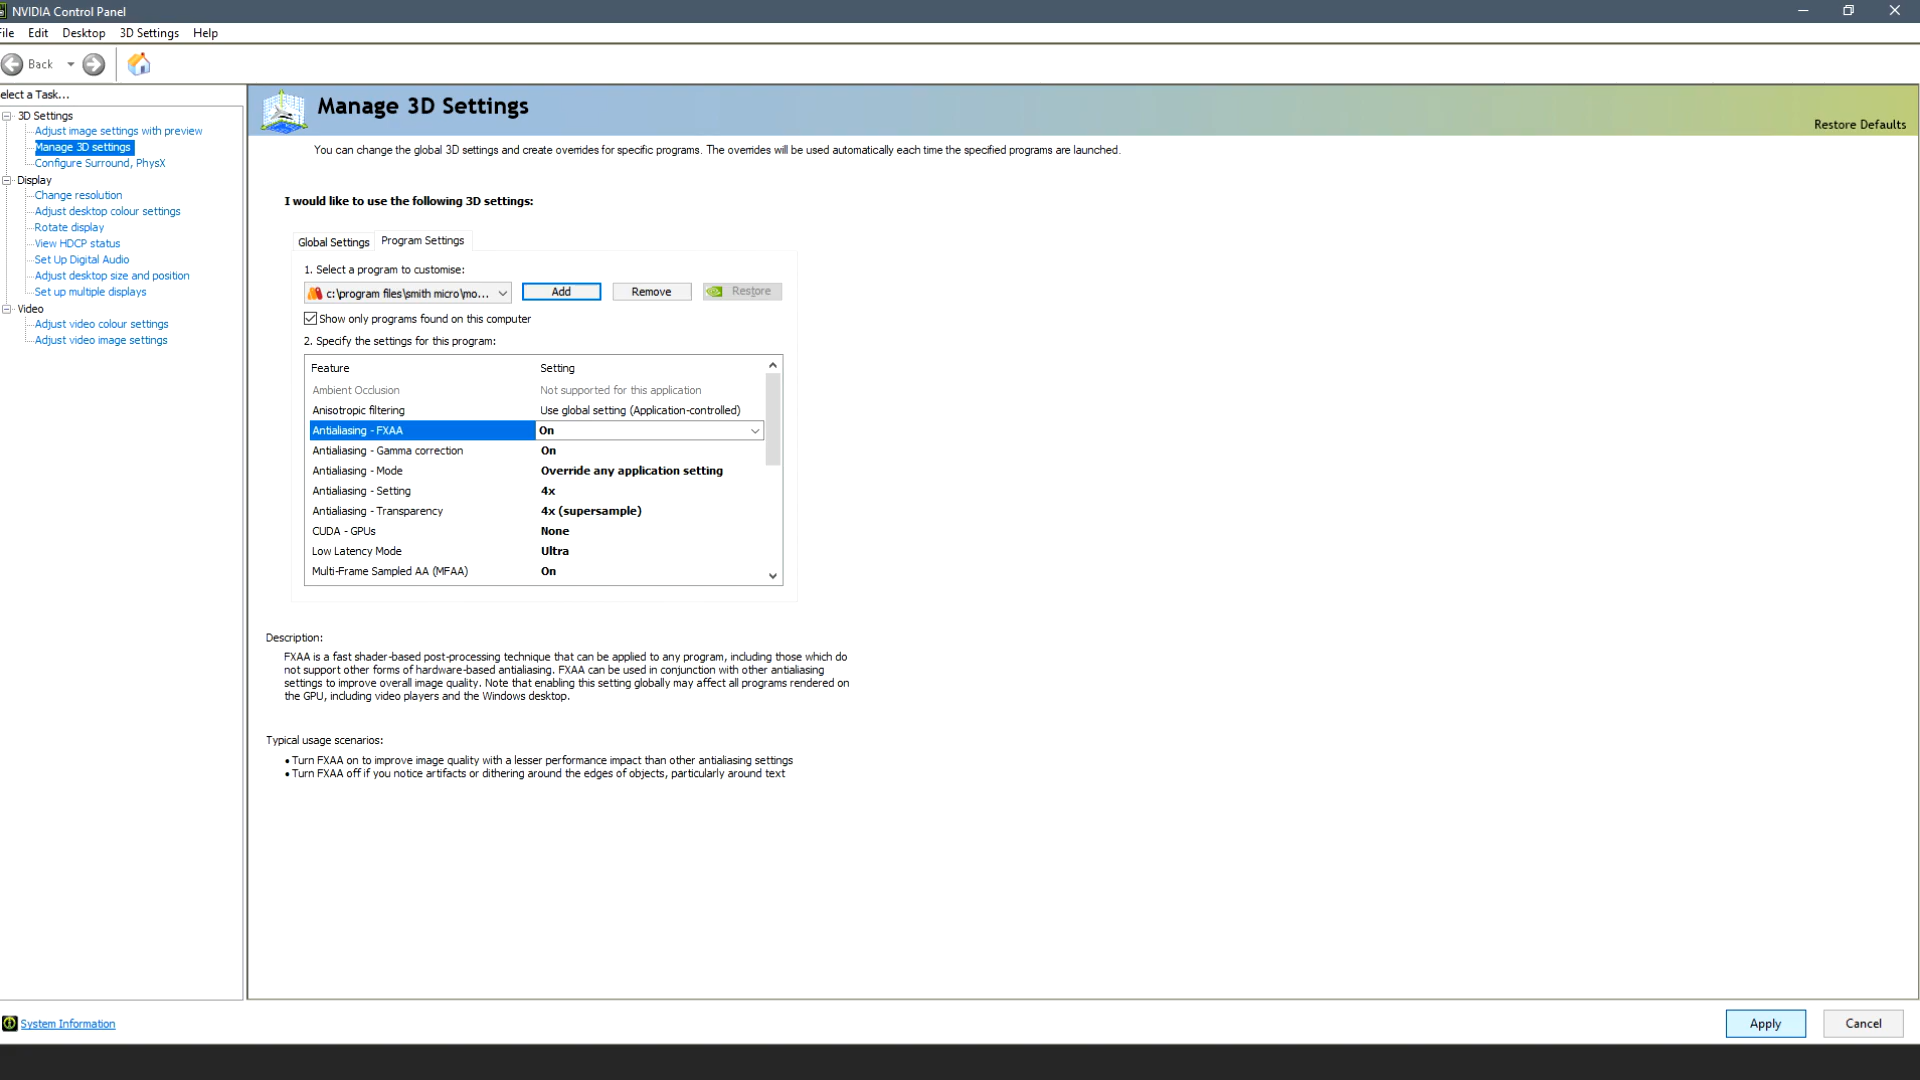 NVIDIA Control Panel
ile Edit Desktop 3D Settings Help
Back
elect a Task...
3D Settings
Adjust image settings with preview
Manage 3D settings
Configure Surround, PhysX
Display
Change resolution
Adjust desktop colour settings
Rotate display
View HDCP status
Set Up Digital Audio
Adjust desktop size and position
Set up multiple displays
Video
Adjust video colour settings
Adjust video image settings
Manage 3D Settings
Restore Defaults
You can change the global 3D settings and create overrides for specific programs. The overrides will be used automatically each time the specified programs are launched.
I would like to use the following 3D settings:
Global Settings Program Settings
1. Select a program to customise:
c:\program files\smith micro\mo... Add Remove Restore
Show only programs found on this computer
2. Specify the settings for this program:
Feature Setting
Ambient Occlusion Not supported for this application
Anisotropic filtering Use global setting (Application-controlled)
Antialiasing - FXAA On
Antialiasing - Gamma correction On
Antialiasing - Mode Override any application setting
Antialiasing - Setting 4x
Antialiasing - Transparency 4x (supersample)
CUDA - GPUs None
Low Latency Mode Ultra
Multi-Frame Sampled AA (MFAA) On
Description:
FXAA is a fast shader-based post-processing technique that can be applied to any program, including those which do
not support other forms of hardware-based antialiasing. FXAA can be used in conjunction with other antialiasing
settings to improve overall image quality. Note that enabling this setting globally may affect all programs rendered on
the GPU, including video players and the Windows desktop.
Typical usage scenarios:
• Turn FXAA on to improve image quality with a lesser performance impact than other antialiasing settings
• Turn FXAA off if you notice artifacts or dithering around the edges of objects, particularly around text
System Information
Apply Cancel